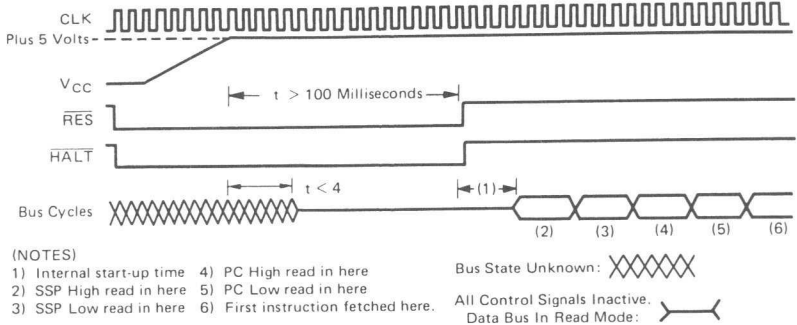 CLK
Plus 5 Volts
VCC
t > 100 Milliseconds
RES
HALT
t < 4
(1)
Bus Cycles
(2) (3) (4) (5) (6)
(NOTES)
1) Internal start-up time 4) PC High read in here
2) SSP High read in here 5) PC Low read in here
3) SSP Low read in here 6) First instruction fetched here.
Bus State Unknown:
All Control Signals Inactive.
Data Bus In Read Mode: